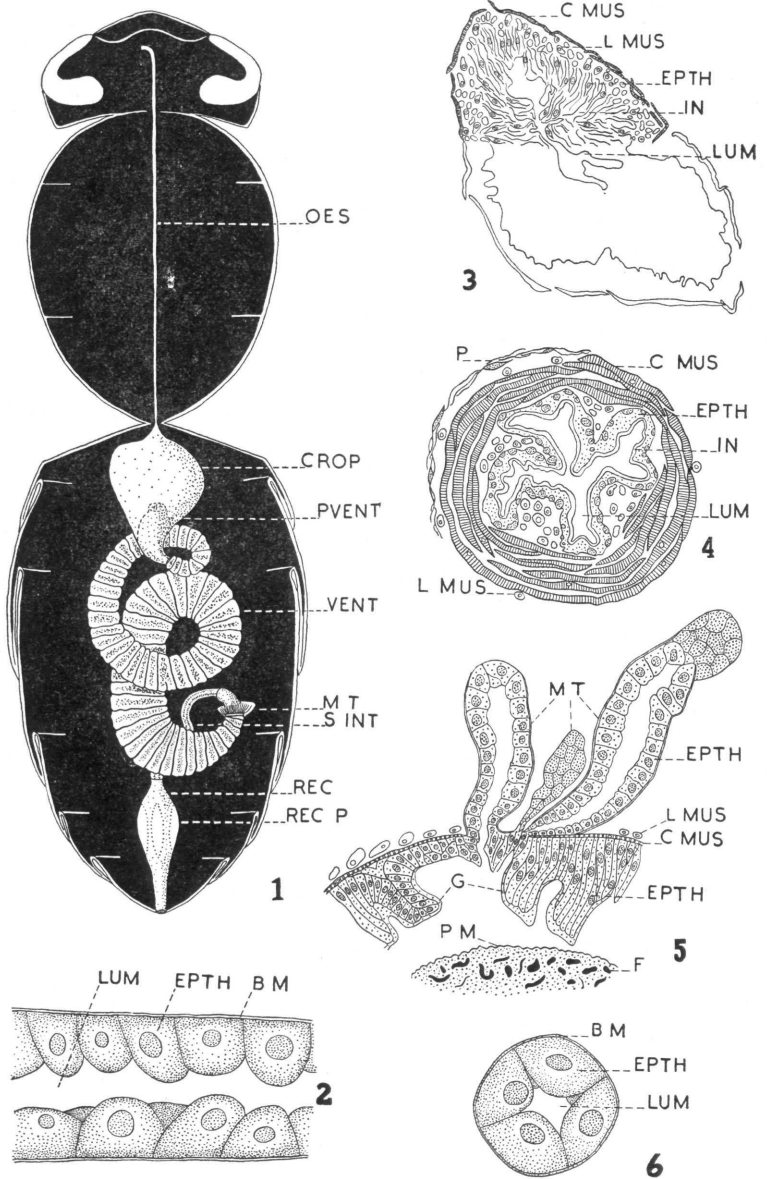 OES
CROP
PVENT
VENT
M T
S INT
REC
REC P
1
LUM EPTH B M
2
C MUS
L MUS
EPTH
IN
LUM
3
P
C MUS
EPTH
IN
LUM
4
L MUS
M T
EPTH
L MUS
C MUS
G
EPTH
P M
5
F
B M
EPTH
LUM
6